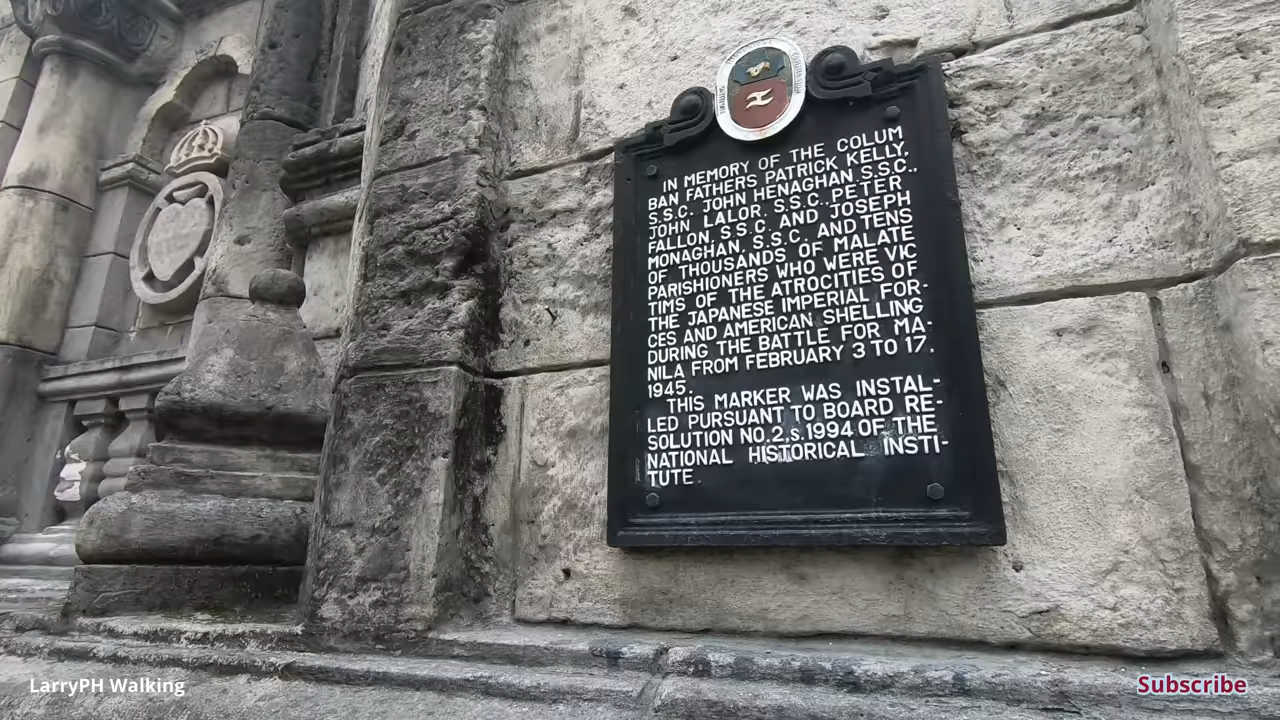 IN MEMORY OF THE COLUM
BAN FATHERS PATRICK KELLY,
S.S.C. JOHN HENAGHAN S.S.C.,
JOHN LALOR, S.S.C., PETER
FALLON, S.S.C. AND JOSEPH
MONAGHAN, S.S.C. AND TENS
OF THOUSANDS OF MALATE
PARISHIONERS WHO WERE VIC
TIMS OF THE ATROCITIES OF
THE JAPANESE IMPERIAL FOR-
CES AND AMERICAN SHELLING
DURING THE BATTLE FOR MA-
NILA FROM FEBRUARY 3 TO 17,
1945.
THIS MARKER WAS INSTAL-
LED PURSUANT TO BOARD RE-
SOLUTION NO.2,s.1994 OF THE
NATIONAL HISTORICAL INSTI-
TUTE.
LarryPH Walking
Subscribe